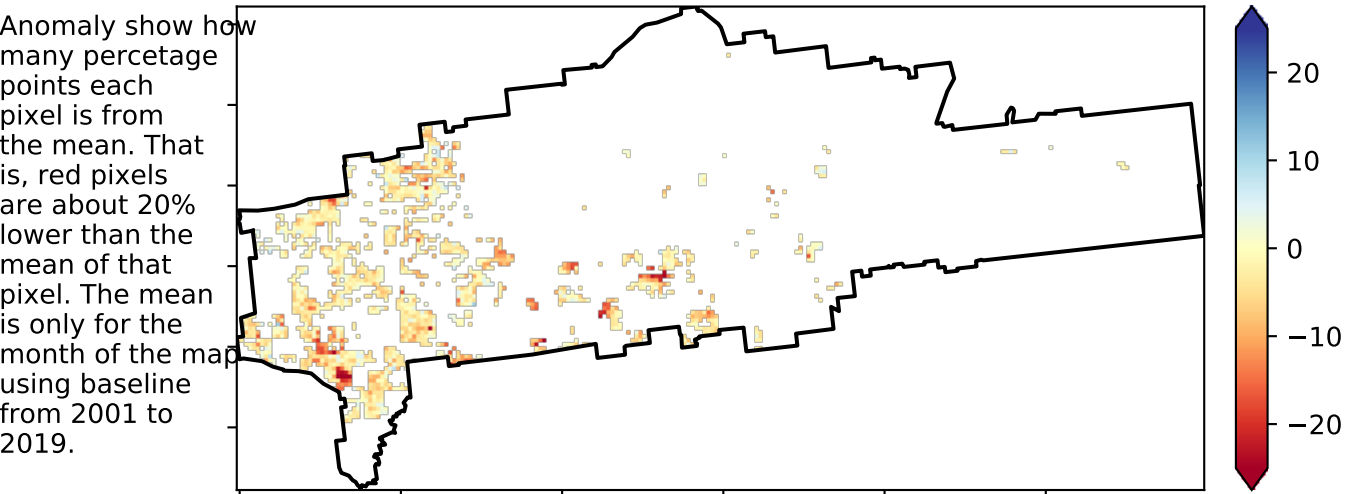 Anomaly show how
many percetage
points each
pixel is from
the mean. That
is, red pixels
are about 20%
lower than the
mean of that
pixel. The mean
is only for the
month of the map
using baseline
from 2001 to
2019.
20
10
0
−10
−20